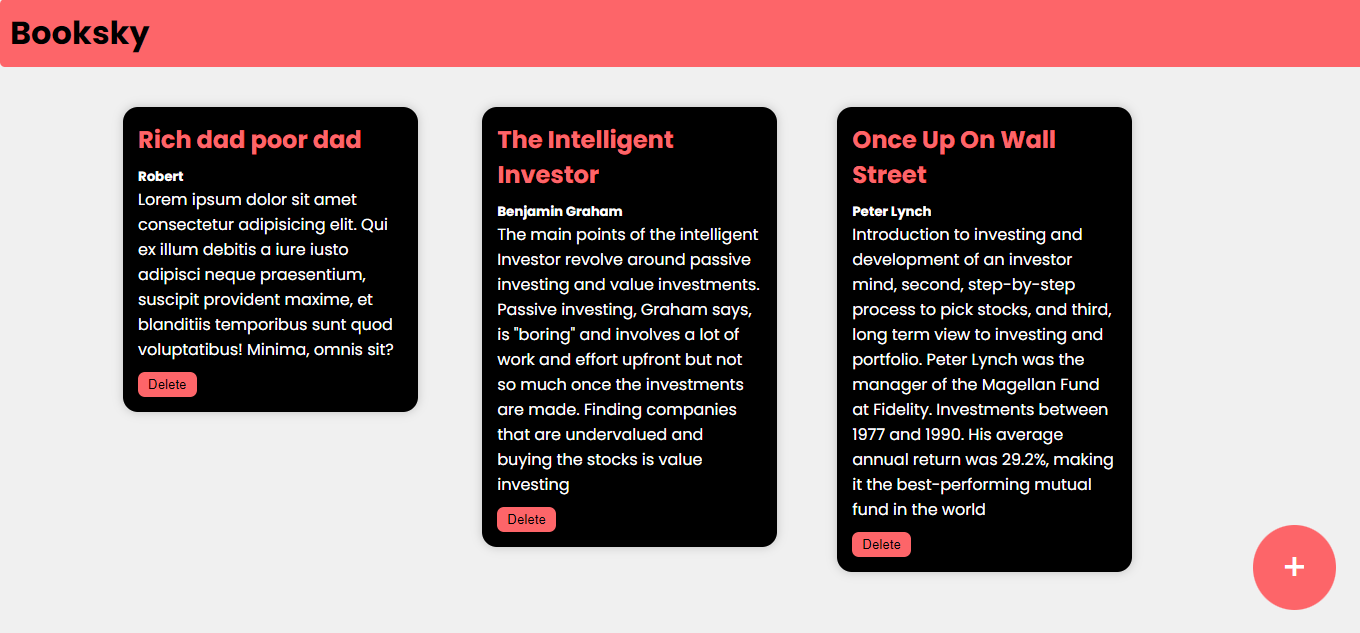 Booksky
Rich dad poor dad
Robert
Lorem ipsum dolor sit amet
consectetur adipisicing elit. Qui
ex illum debitis a iure iusto
adipisci neque praesentium,
suscipit provident maxime, et
blanditiis temporibus sunt quod
voluptatibus! Minima, omnis sit?
Delete
The Intelligent
Investor
Benjamin Graham
The main points of the intelligent
Investor revolve around passive
investing and value investments.
Passive investing, Graham says,
is "boring" and involves a lot of
work and effort upfront but not
so much once the investments
are made. Finding companies
that are undervalued and
buying the stocks is value
investing
Delete
Once Up On Wall
Street
Peter Lynch
Introduction to investing and
development of an investor
mind, second, step-by-step
process to pick stocks, and third,
long term view to investing and
portfolio. Peter Lynch was the
manager of the Magellan Fund
at Fidelity. Investments between
1977 and 1990. His average
annual return was 29.2%, making
it the best-performing mutual
fund in the world
Delete
+